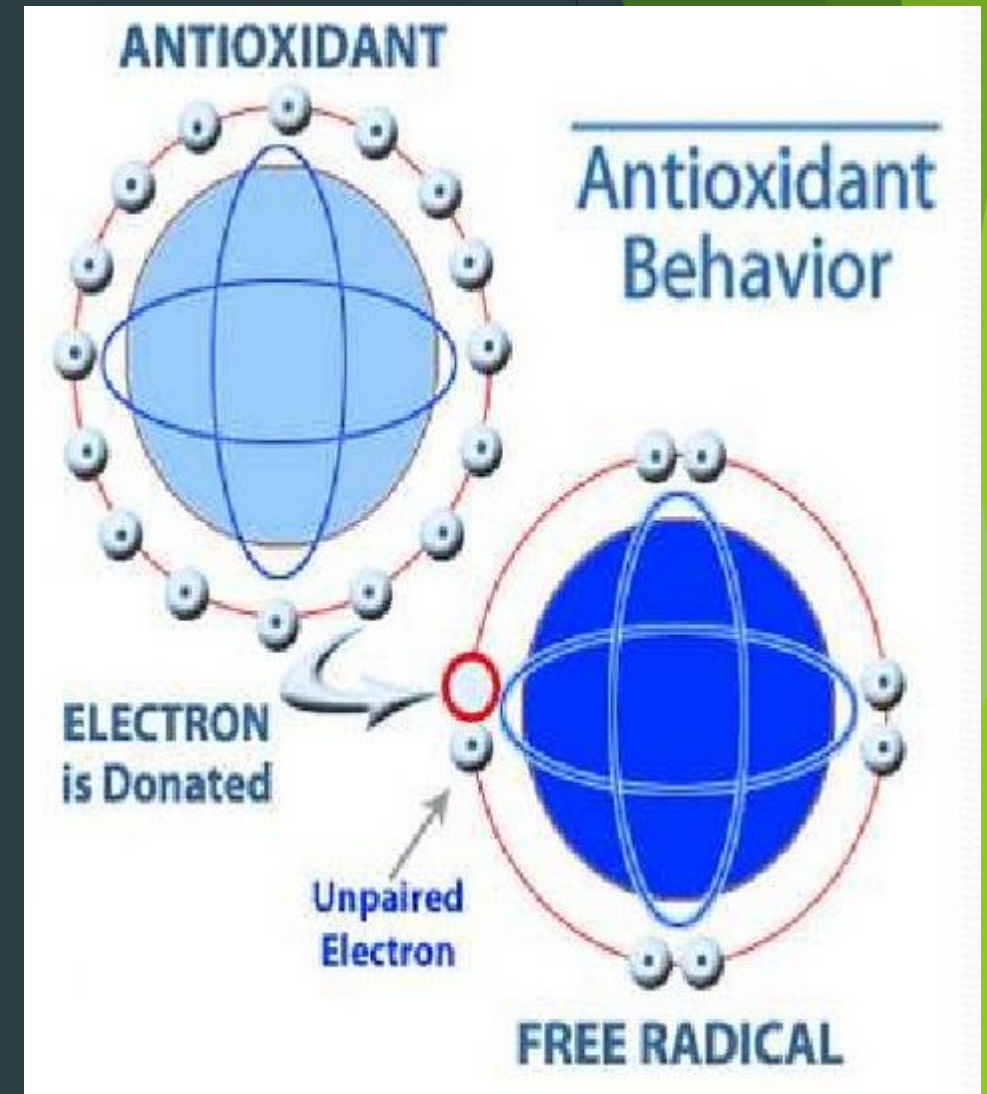 ANTIOXIDANT
Antioxidant
Behavior
ELECTRON
is Donated
Unpaired
Electron
FREE RADICAL